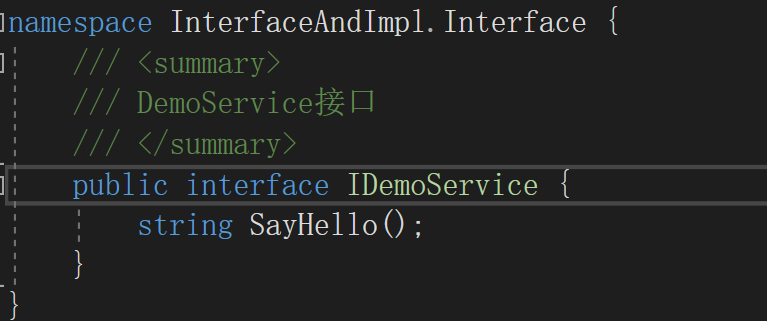 namespace InterfaceAndImpl.Interface {
/// <summary>
/// DemoService接口
/// </summary>
public interface IDemoService {
string SayHello();
}
}